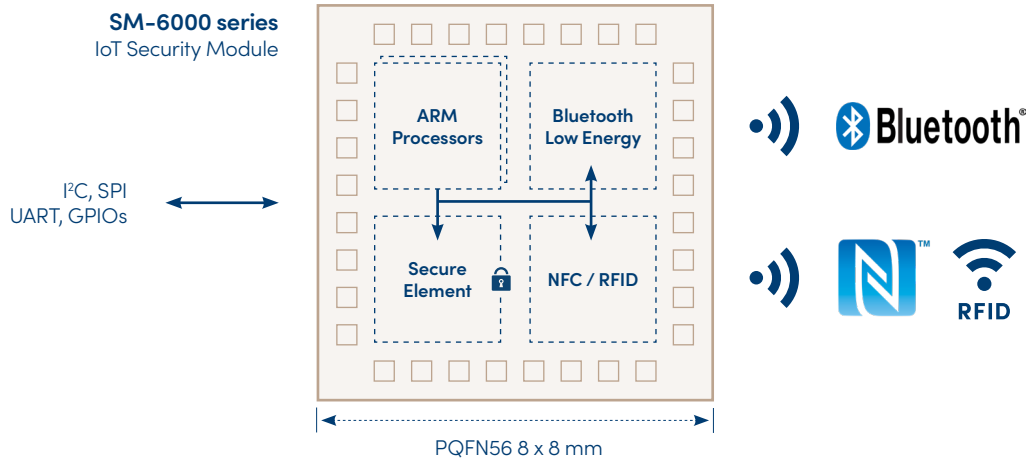 SM-6000 series
IoT Security Module
ARM
Processors
Bluetooth
Low Energy
Bluetooth®
I²C, SPI
UART, GPIOs
Secure
Element
NFC / RFID
™
RFID
PQFN56 8 x 8 mm